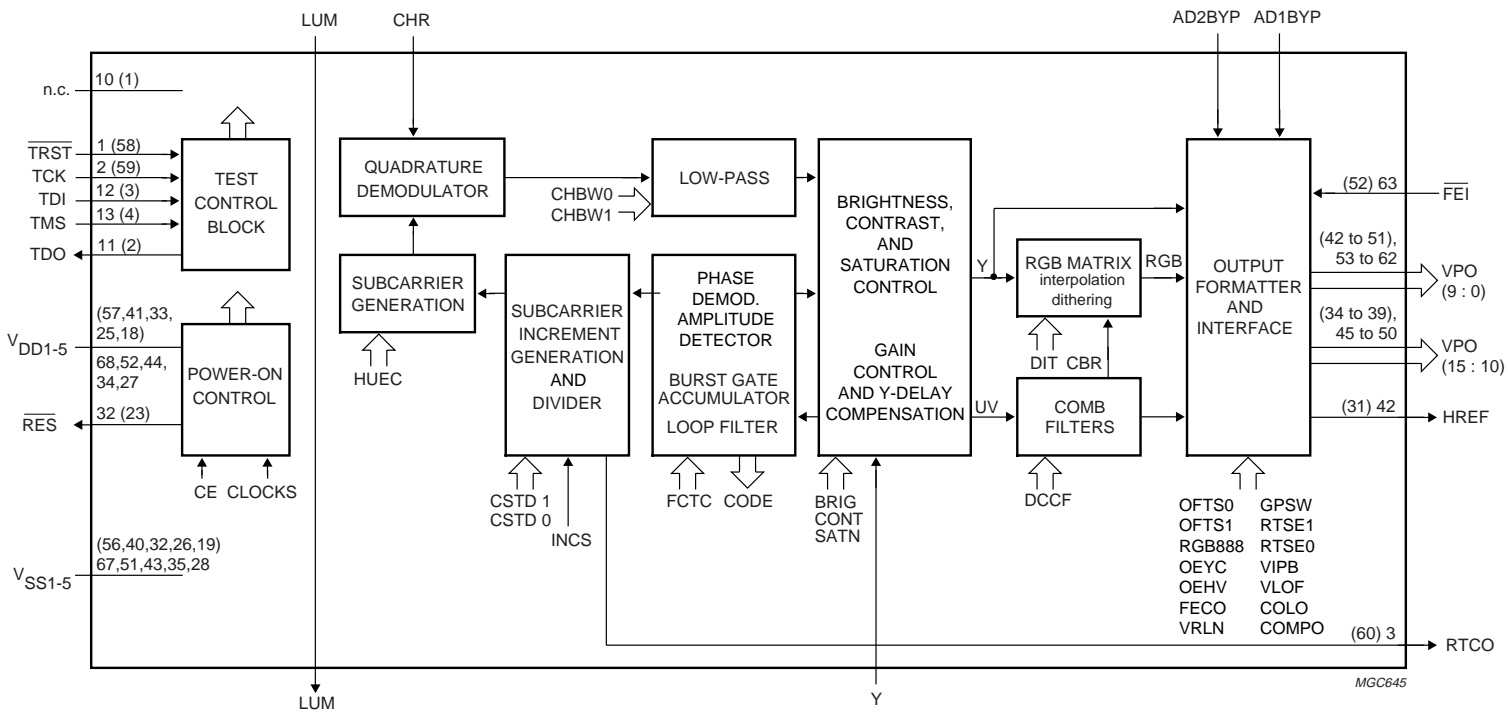 LUM
CHR
AD2BYP
AD1BYP
n.c.
10 (1)
TRST
1 (58)
TCK
2 (59)
TDI
12 (3)
TMS
13 (4)
TDO
11 (2)
TEST
CONTROL
BLOCK
QUADRATURE
DEMODULATOR
CHBW0
CHBW1
LOW-PASS
BRIGHTNESS,
CONTRAST,
AND
SATURATION
CONTROL
GAIN
CONTROL
AND Y-DELAY
COMPENSATION
Y
UV
RGB MATRIX
interpolation
dithering
RGB
DIT
CBR
COMB
FILTERS
DCCF
OUTPUT
FORMATTER
AND
INTERFACE
(52) 63
FEI
(42 to 51),
53 to 62
VPO
(9 : 0)
(34 to 39),
45 to 50
VPO
(15 : 10)
(31) 42
HREF
SUBCARRIER
GENERATION
HUEC
SUBCARRIER
INCREMENT
GENERATION
AND
DIVIDER
PHASE
DEMOD.
AMPLITUDE
DETECTOR
BURST GATE
ACCUMULATOR
LOOP FILTER
CSTD 1
CSTD 0
INCS
FCTC
CODE
BRIG
CONT
SATN
(57,41,33,
25,18)
VDD1-5
68,52,44,
34,27
RES
32 (23)
POWER-ON
CONTROL
CE
CLOCKS
(56,40,32,26,19)
67,51,43,35,28
VSS1-5
OFTS0
OFTS1
RGB888
OEYC
OEHV
FECO
VRLN
GPSW
RTSE1
RTSE0
VIPB
VLOF
COLO
COMPO
(60) 3
RTCO
LUM
Y
MGC645